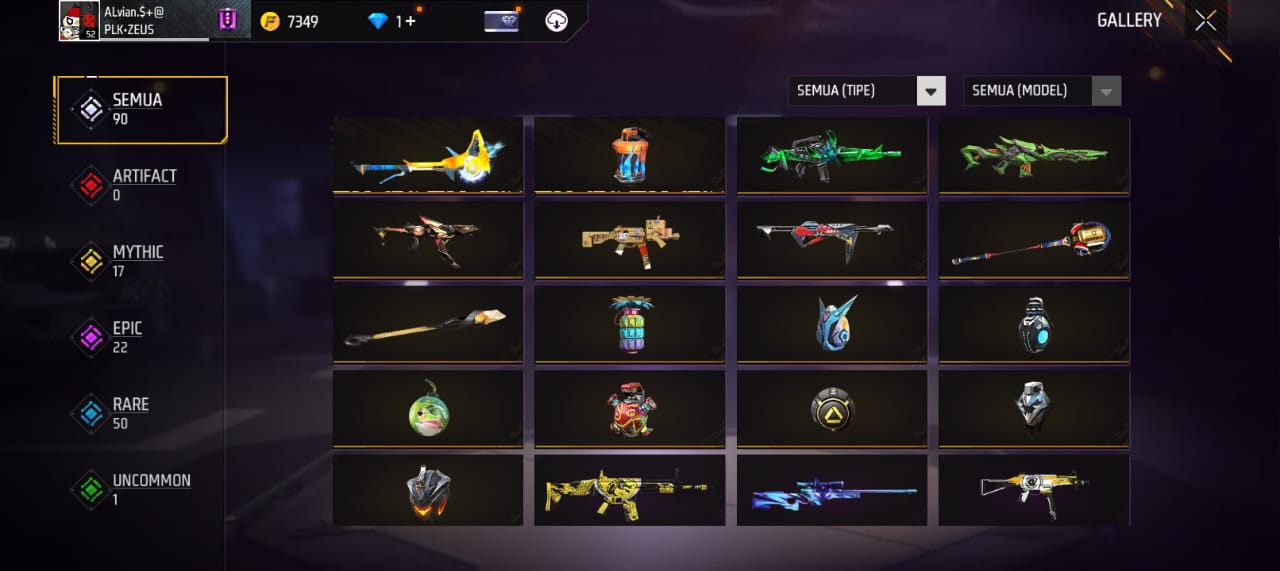 ALvian.$+@
PLK•ZEUS
52
7349
1+
GALLERY
SEMUA
90
ARTIFACT
0
MYTHIC
17
EPIC
22
RARE
50
UNCOMMON
1
SEMUA (TIPE)
SEMUA (MODEL)